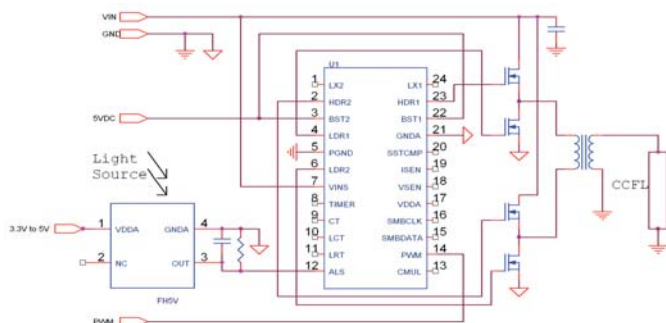 VIN
GND
U1
1 LX2 LX1 24
2 HDR2 HDR1 23
3 BST2 BST1 22
4 LDR1 GNDA 21
5 PGND SSTCMP 20
6 LDR2 ISEN 19
7 VINS VSEN 18
8 TIMER VDDA 17
9 CT SMBCLK 16
10 LCT SMBDATA 15
11 LRT PWM 14
12 ALS CMUL 13
5VDC
Light
Source
3.3V to 5V
1 VDDA GNDA 4
2 NC OUT 3
FH5V
PWM
CCFL